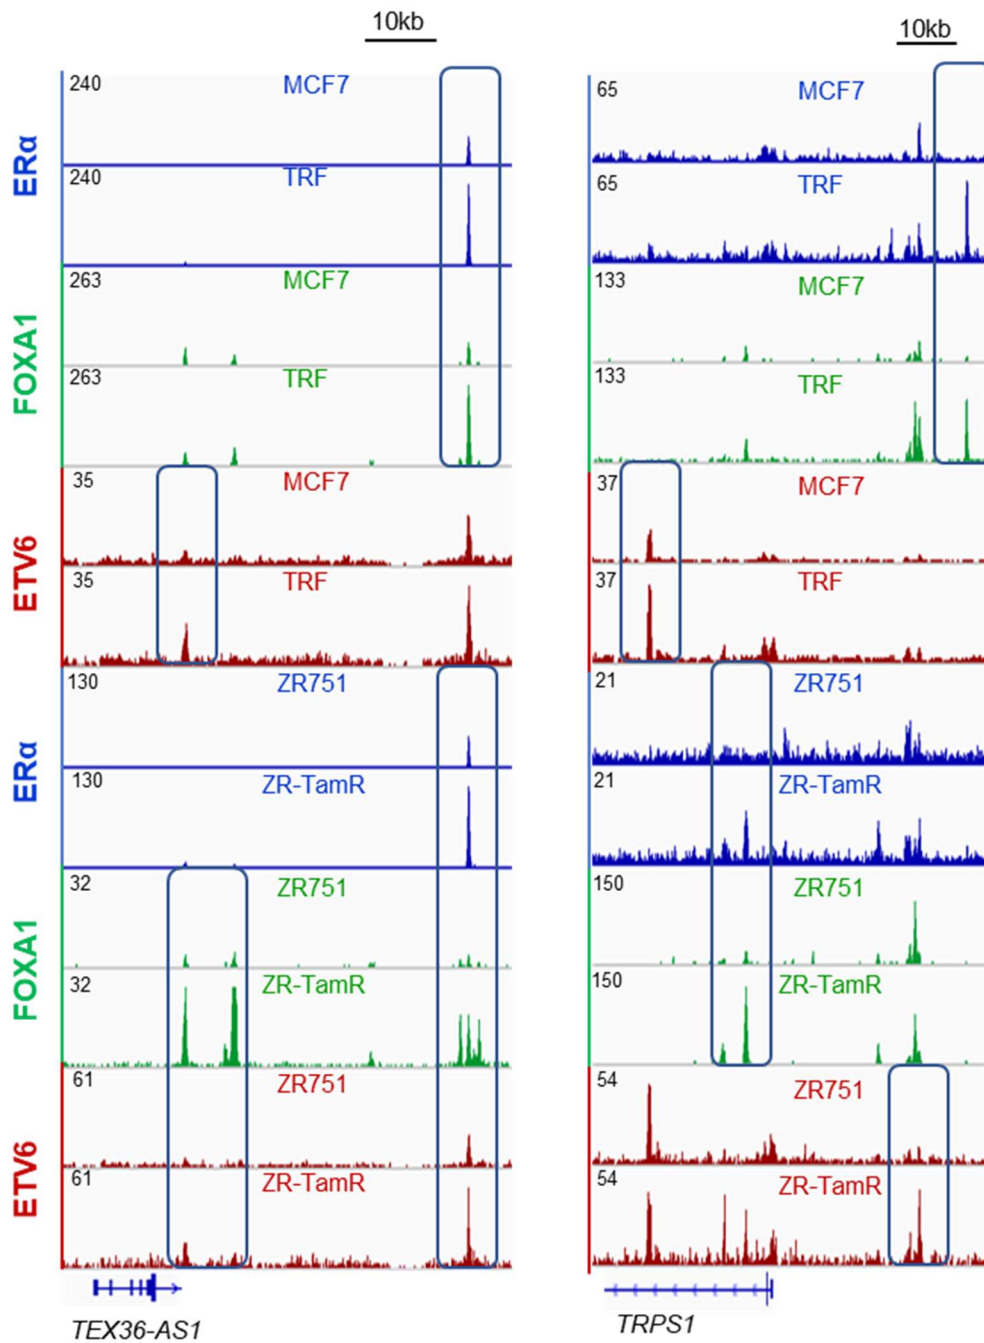 10kb
10kb
ERα
240
MCF7
65
MCF7
240
TRF
65
TRF
FOXA1
263
MCF7
133
MCF7
263
TRF
133
TRF
ETV6
35
MCF7
37
MCF7
35
TRF
37
TRF
ERα
130
ZR751
21
ZR751
130
ZR-TamR
21
ZR-TamR
FOXA1
32
ZR751
150
ZR751
32
ZR-TamR
150
ZR-TamR
ETV6
61
ZR751
54
ZR751
61
ZR-TamR
54
ZR-TamR
TEX36-AS1
TRPS1